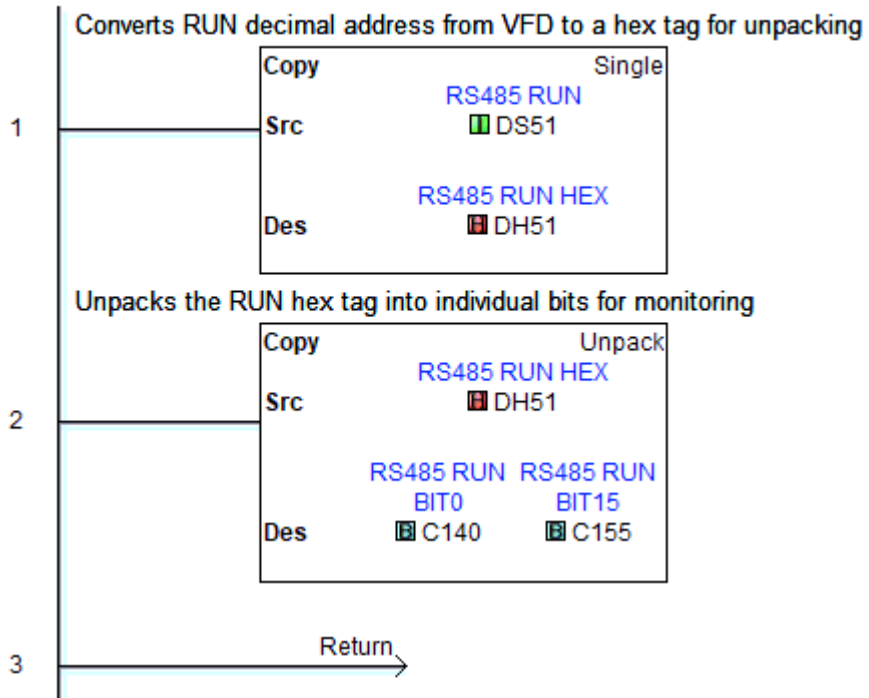 Converts RUN decimal address from VFD to a hex tag for unpacking
Copy Single
RS485 RUN
1 Src DS51
RS485 RUN HEX
Des DH51
Unpacks the RUN hex tag into individual bits for monitoring
Copy Unpack
RS485 RUN HEX
Src DH51
2
RS485 RUN RS485 RUN
BIT0 BIT15
Des C140 C155
Return
3